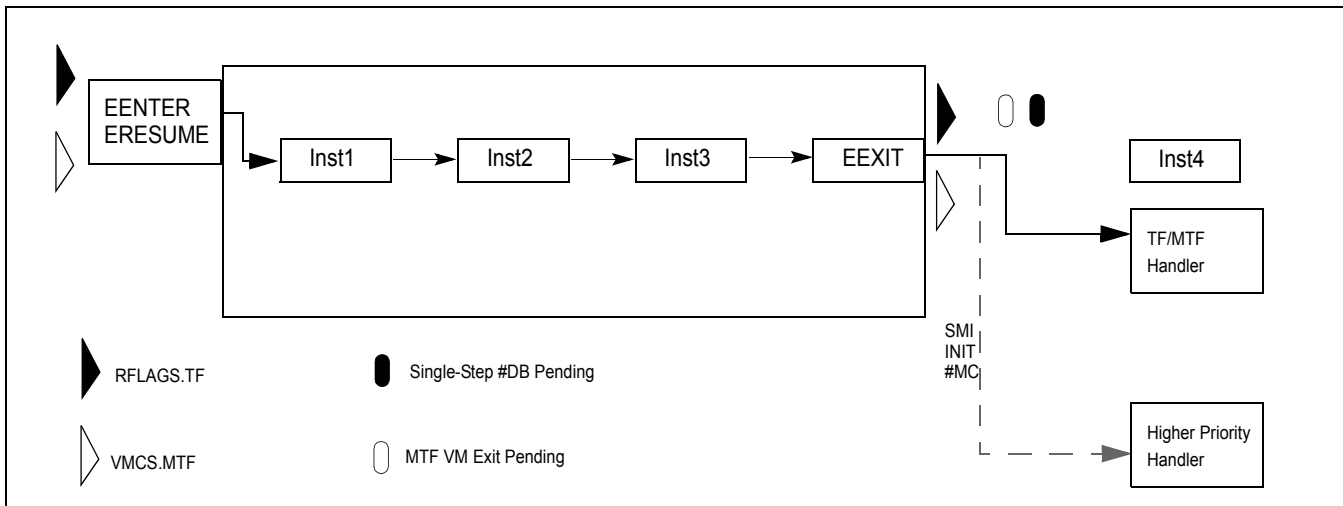 EENTER
ERESUME
Inst1
Inst2
Inst3
EEXIT
Inst4
TF/MTF
Handler
SMI
INIT
#MC
RFLAGS.TF
Single-Step #DB Pending
VMCS.MTF
MTF VM Exit Pending
Higher Priority
Handler